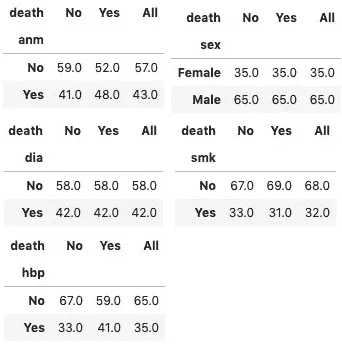 death No Yes All
anm
No 59.0 52.0 57.0
Yes 41.0 48.0 43.0
death No Yes All
sex
Female 35.0 35.0 35.0
Male 65.0 65.0 65.0
death No Yes All
dia
No 58.0 58.0 58.0
Yes 42.0 42.0 42.0
death No Yes All
smk
No 67.0 69.0 68.0
Yes 33.0 31.0 32.0
death No Yes All
hbp
No 67.0 59.0 65.0
Yes 33.0 41.0 35.0